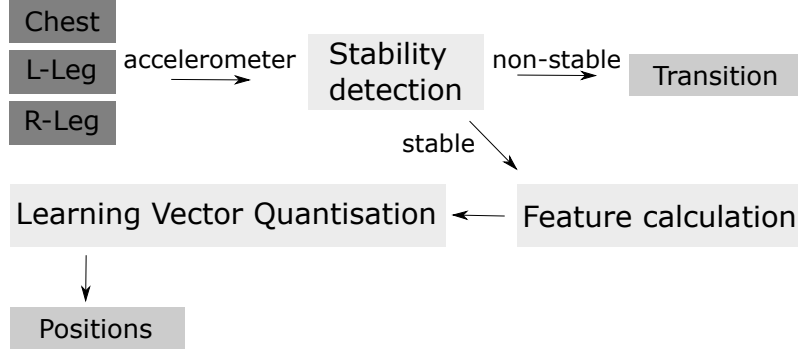 Chest
L-Leg
R-Leg
accelerometer
Stability
detection
non-stable
Transition
stable
Learning Vector Quantisation
Feature calculation
Positions